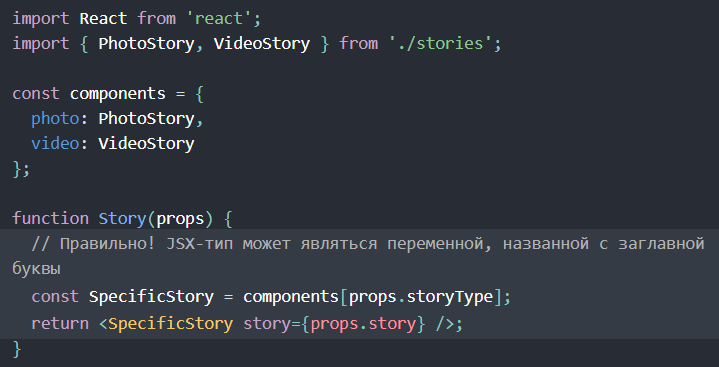 import React from 'react';
import { PhotoStory, VideoStory } from './stories';
const components = {
  photo: PhotoStory,
  video: VideoStory
};
function Story(props) {
  // Правильно! JSX-тип может являться переменной, названной с заглавной
буквы
  const SpecificStory = components[props.storyType];
  return <SpecificStory story={props.story} />;
}